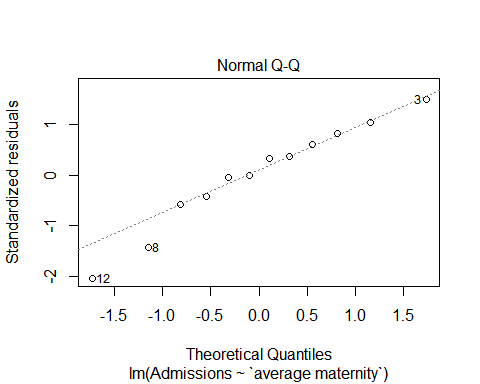 Normal Q-Q
Standardized residuals
1
0
-1
-2
3
8
12
-1.5 -1.0 -0.5 0.0 0.5 1.0 1.5
Theoretical Quantiles
lm(Admissions ~ `average maternity`)